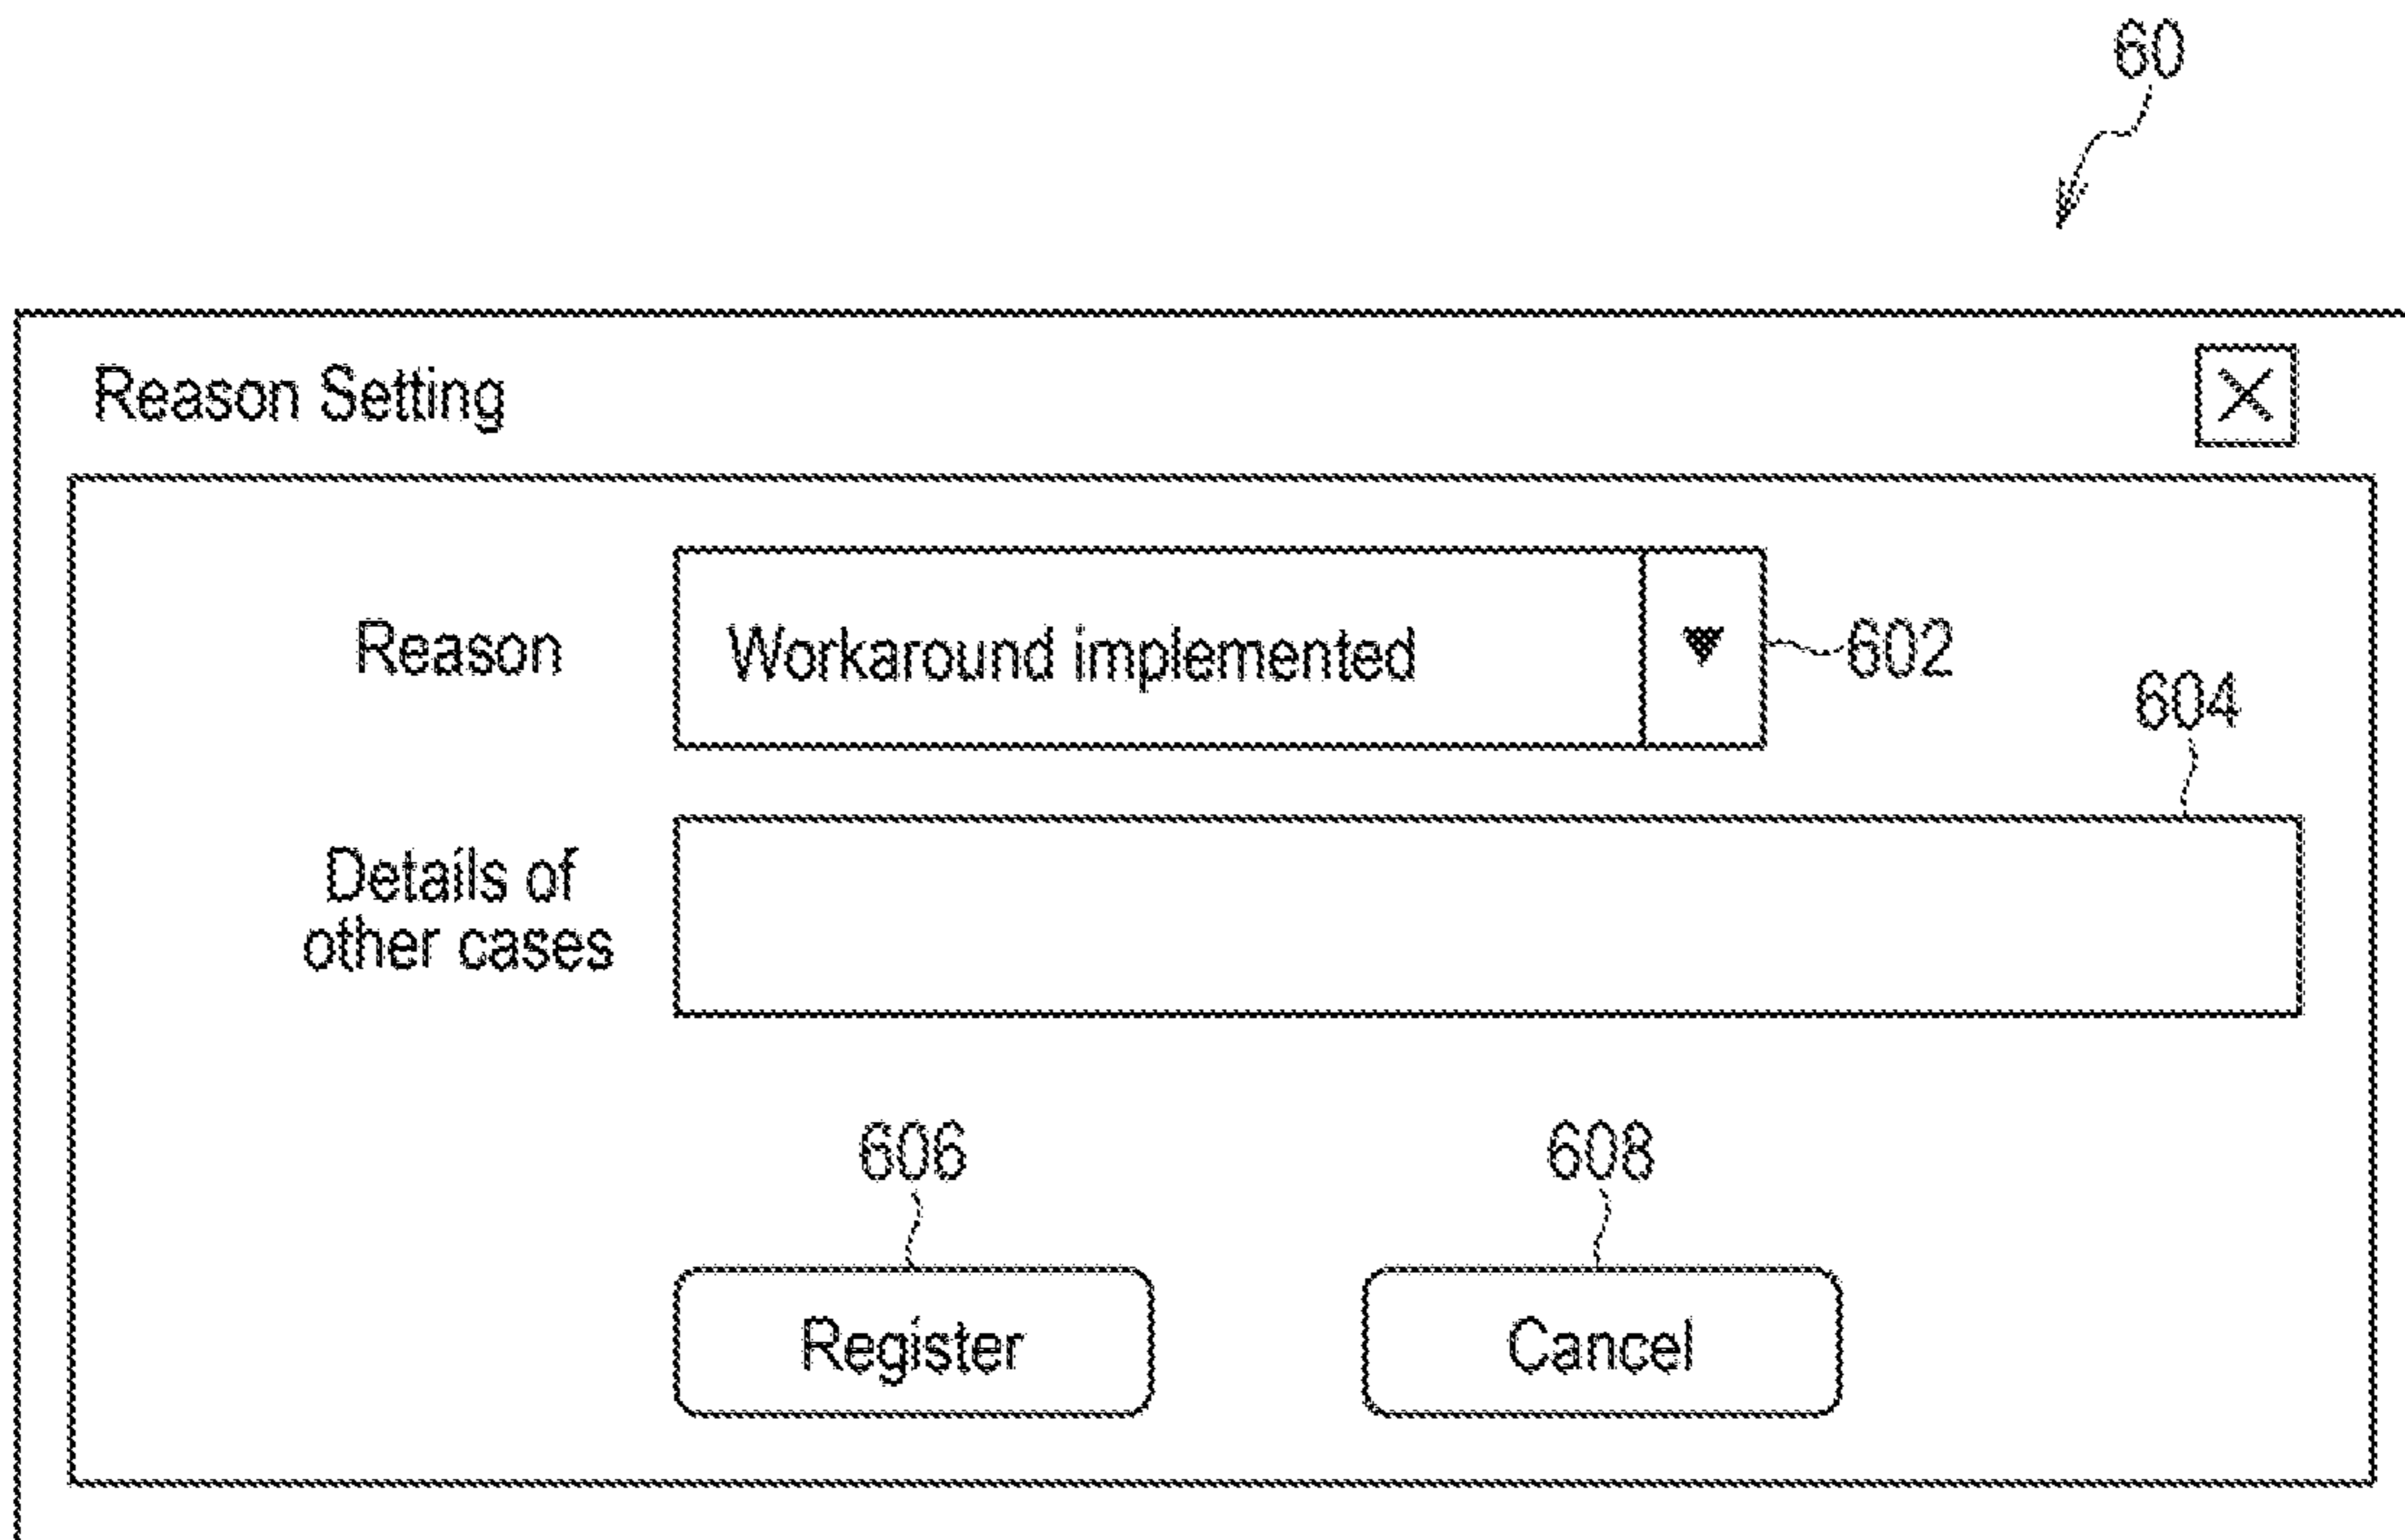 60
Reason Setting
Reason
Workaround implemented
602
604
Details of
other cases
606
608
Register
Cancel